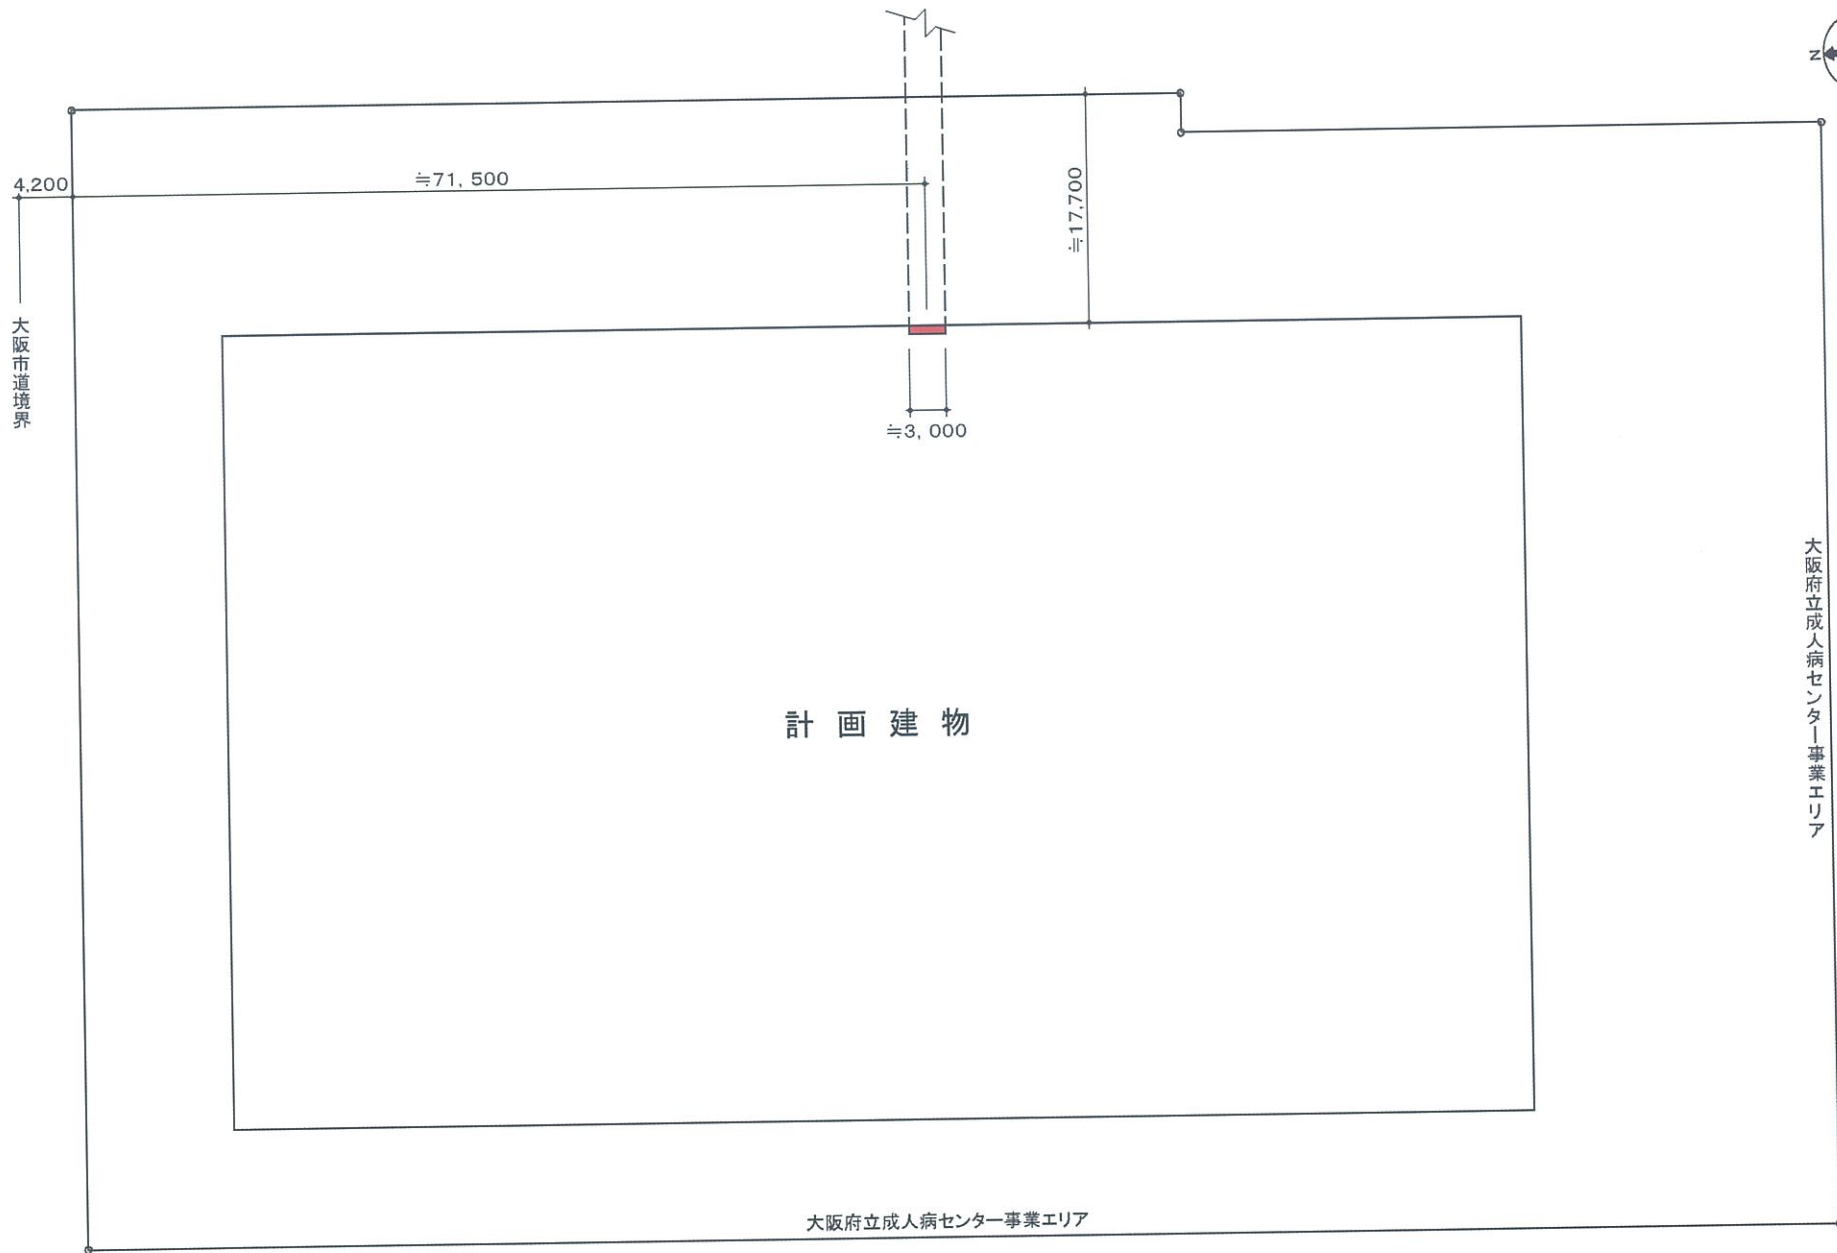 N
4,200
≒71,500
≒17,700
大阪市道境界
≒3,000
計画建物
大阪府立成人病センター事業エリア
大阪府立成人病センター事業エリア